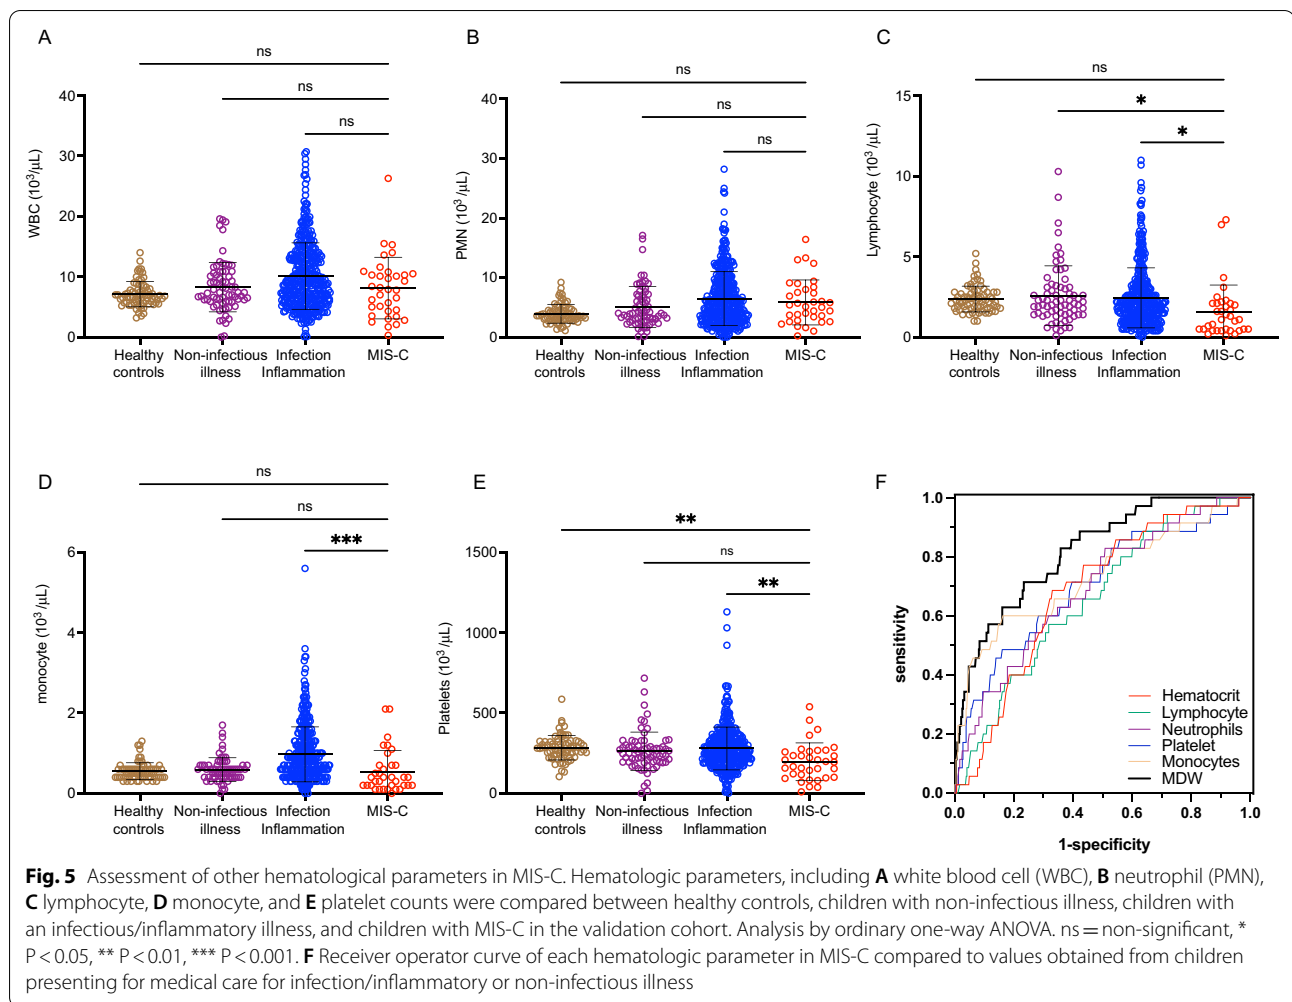 A
ns
ns
ns
WBC (10³/µL)
40
30
20
10
0
Healthy controls
Non-infectious illness
Infection Inflammation
MIS-C
B
ns
ns
ns
PMN (10³/µL)
40
30
20
10
0
Healthy controls
Non-infectious illness
Infection Inflammation
MIS-C
C
ns
*
*
Lymphocyte (10³/µL)
15
10
5
0
Healthy controls
Non-infectious illness
Infection Inflammation
MIS-C
D
ns
ns
***
monocyte (10³/µL)
6
4
2
0
Healthy controls
Non-infectious illness
Infection Inflammation
MIS-C
E
**
ns
**
Platelets (10³/µL)
1500
1000
500
0
Healthy controls
Non-infectious illness
Infection Inflammation
MIS-C
F
sensitivity
1.0
0.8
0.6
0.4
0.2
0.0
Hematocrit
Lymphocyte
Neutrophils
Platelet
Monocytes
MDW
0.0 0.2 0.4 0.6 0.8 1.0
1-specificity
Fig. 5 Assessment of other hematological parameters in MIS-C. Hematologic parameters, including A white blood cell (WBC), B neutrophil (PMN),
C lymphocyte, D monocyte, and E platelet counts were compared between healthy controls, children with non-infectious illness, children with
an infectious/inflammatory illness, and children with MIS-C in the validation cohort. Analysis by ordinary one-way ANOVA. ns = non-significant, *
P < 0.05, ** P < 0.01, *** P < 0.001. F Receiver operator curve of each hematologic parameter in MIS-C compared to values obtained from children
presenting for medical care for infection/inflammatory or non-infectious illness